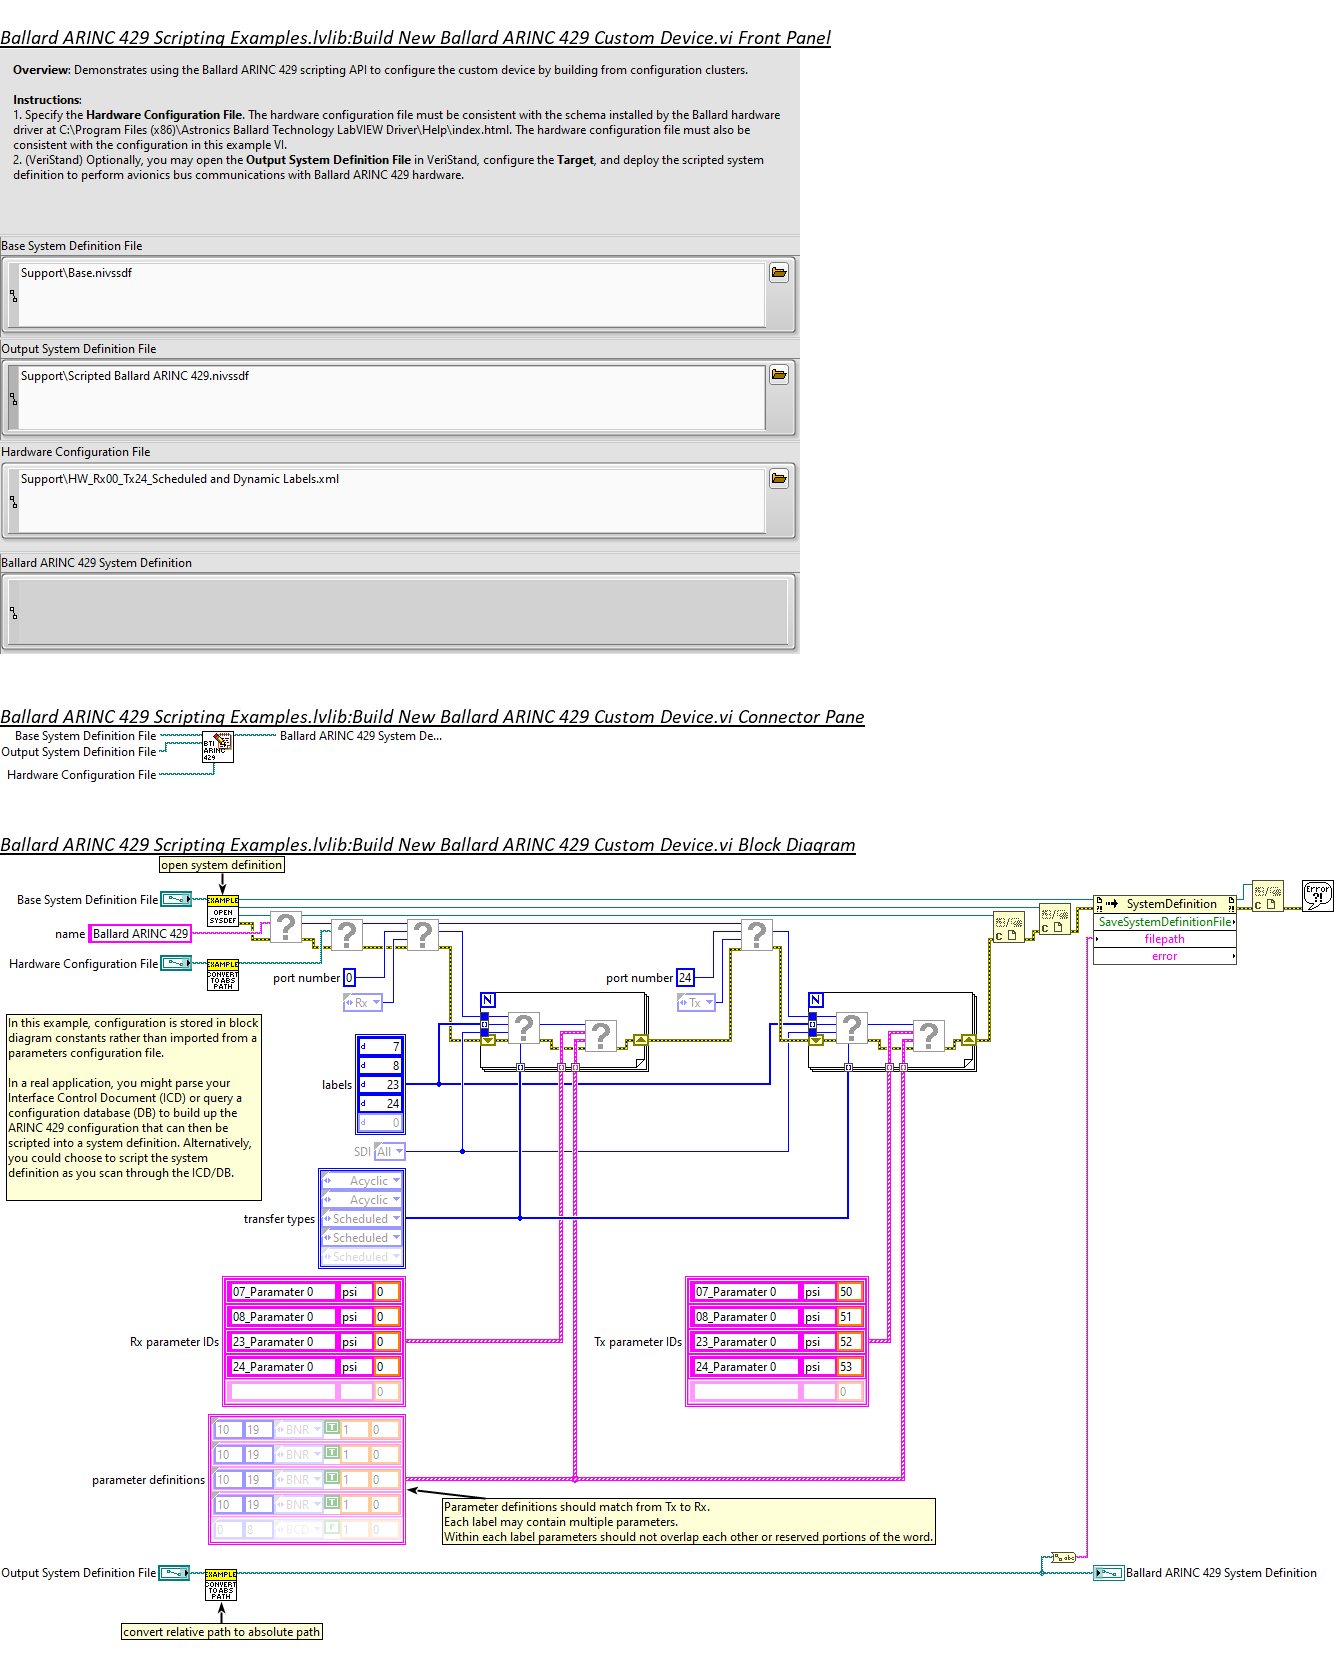 Ballard ARINC 429 Scripting Examples.lvlib:Build New Ballard ARINC 429 Custom Device.vi Front Panel
Overview: Demonstrates using the Ballard ARINC 429 scripting API to configure the custom device by building from configuration clusters.
Instructions:
1. Specify the Hardware Configuration File. The hardware configuration file must be consistent with the schema installed by the Ballard hardware
driver at C:\Program Files (x86)\Astronics Ballard Technology LabVIEW Driver\Help\index.html. The hardware configuration file must also be
consistent with the configuration in this example VI.
2. (VeriStand) Optionally, you may open the Output System Definition File in VeriStand, configure the Target, and deploy the scripted system
definition to perform avionics bus communications with Ballard ARINC 429 hardware.
Base System Definition File
Support\Base.nivssdf
Output System Definition File
Support\Scripted Ballard ARINC 429.nivssdf
Hardware Configuration File
Support\HW_Rx00_Tx24_Scheduled and Dynamic Labels.xml
Ballard ARINC 429 System Definition
Ballard ARINC 429 Scripting Examples.lvlib:Build New Ballard ARINC 429 Custom Device.vi Connector Pane
Base System Definition File
Output System Definition File
Hardware Configuration File
BTI
ARINC
429
Ballard ARINC 429 System De...
Ballard ARINC 429 Scripting Examples.lvlib:Build New Ballard ARINC 429 Custom Device.vi Block Diagram
open system definition
Base System Definition File
EXAMPLE
OPEN
SYSDEF
name
Ballard ARINC 429
Hardware Configuration File
EXAMPLE
CONVERT
TO ABS
PATH
? ? ? ?
port number 0
Rx
port number 24
Tx
N
? ?
N
? ?
SystemDefinition
SaveSystemDefinitionFile
filepath
error
Error
?!
In this example, configuration is stored in block
diagram constants rather than imported from a
parameters configuration file.
In a real application, you might parse your
Interface Control Document (ICD) or query a
configuration database (DB) to build up the
ARINC 429 configuration that can then be
scripted into a system definition. Alternatively,
you could choose to script the system
definition as you scan through the ICD/DB.
labels
d 7
d 8
d 23
d 24
d 0
SDI All
transfer types
Acyclic
Acyclic
Scheduled
Scheduled
Scheduled
Rx parameter IDs
07_Paramater 0 psi 0
08_Paramater 0 psi 0
23_Paramater 0 psi 0
24_Paramater 0 psi 0
0
Tx parameter IDs
07_Paramater 0 psi 50
08_Paramater 0 psi 51
23_Paramater 0 psi 52
24_Paramater 0 psi 53
0
parameter definitions
10 19 BNR T 1 0
10 19 BNR T 1 0
10 19 BNR T 1 0
10 19 BNR T 1 0
0 8 BCD F 1 0
Parameter definitions should match from Tx to Rx.
Each label may contain multiple parameters.
Within each label parameters should not overlap each other or reserved portions of the word.
Output System Definition File
EXAMPLE
CONVERT
TO ABS
PATH
Ballard ARINC 429 System Definition
convert relative path to absolute path